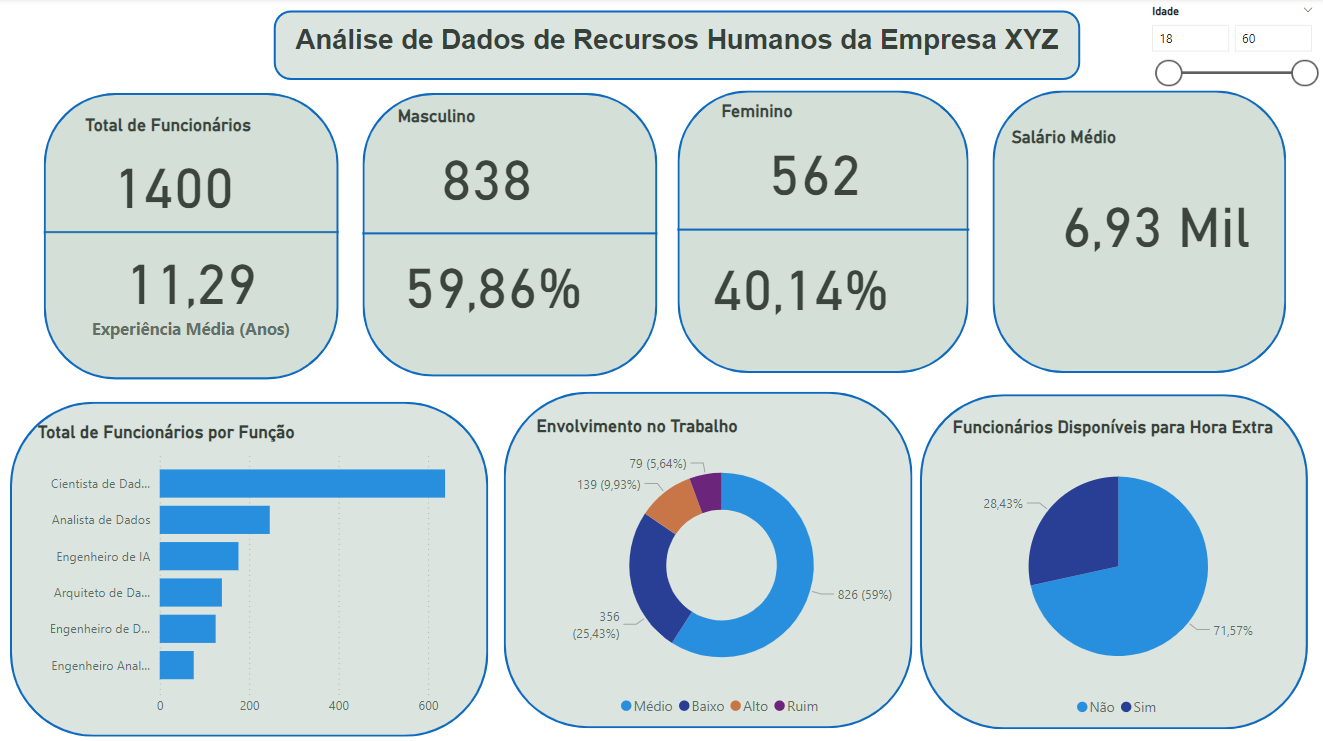 Análise de Dados de Recursos Humanos da Empresa XYZ
Idade
18
60
Total de Funcionários
1400
11,29
Experiência Média (Anos)
Masculino
838
59,86%
Feminino
562
40,14%
Salário Médio
6,93 Mil
Total de Funcionários por Função
Cientista de Dad...
Analista de Dados
Engenheiro de IA
Arquiteto de Da...
Engenheiro de D...
Engenheiro Anal...
0
200
400
600
Envolvimento no Trabalho
79 (5,64%)
139 (9,93%)
826 (59%)
356
(25,43%)
Médio
Baixo
Alto
Ruim
Funcionários Disponíveis para Hora Extra
28,43%
71,57%
Não
Sim